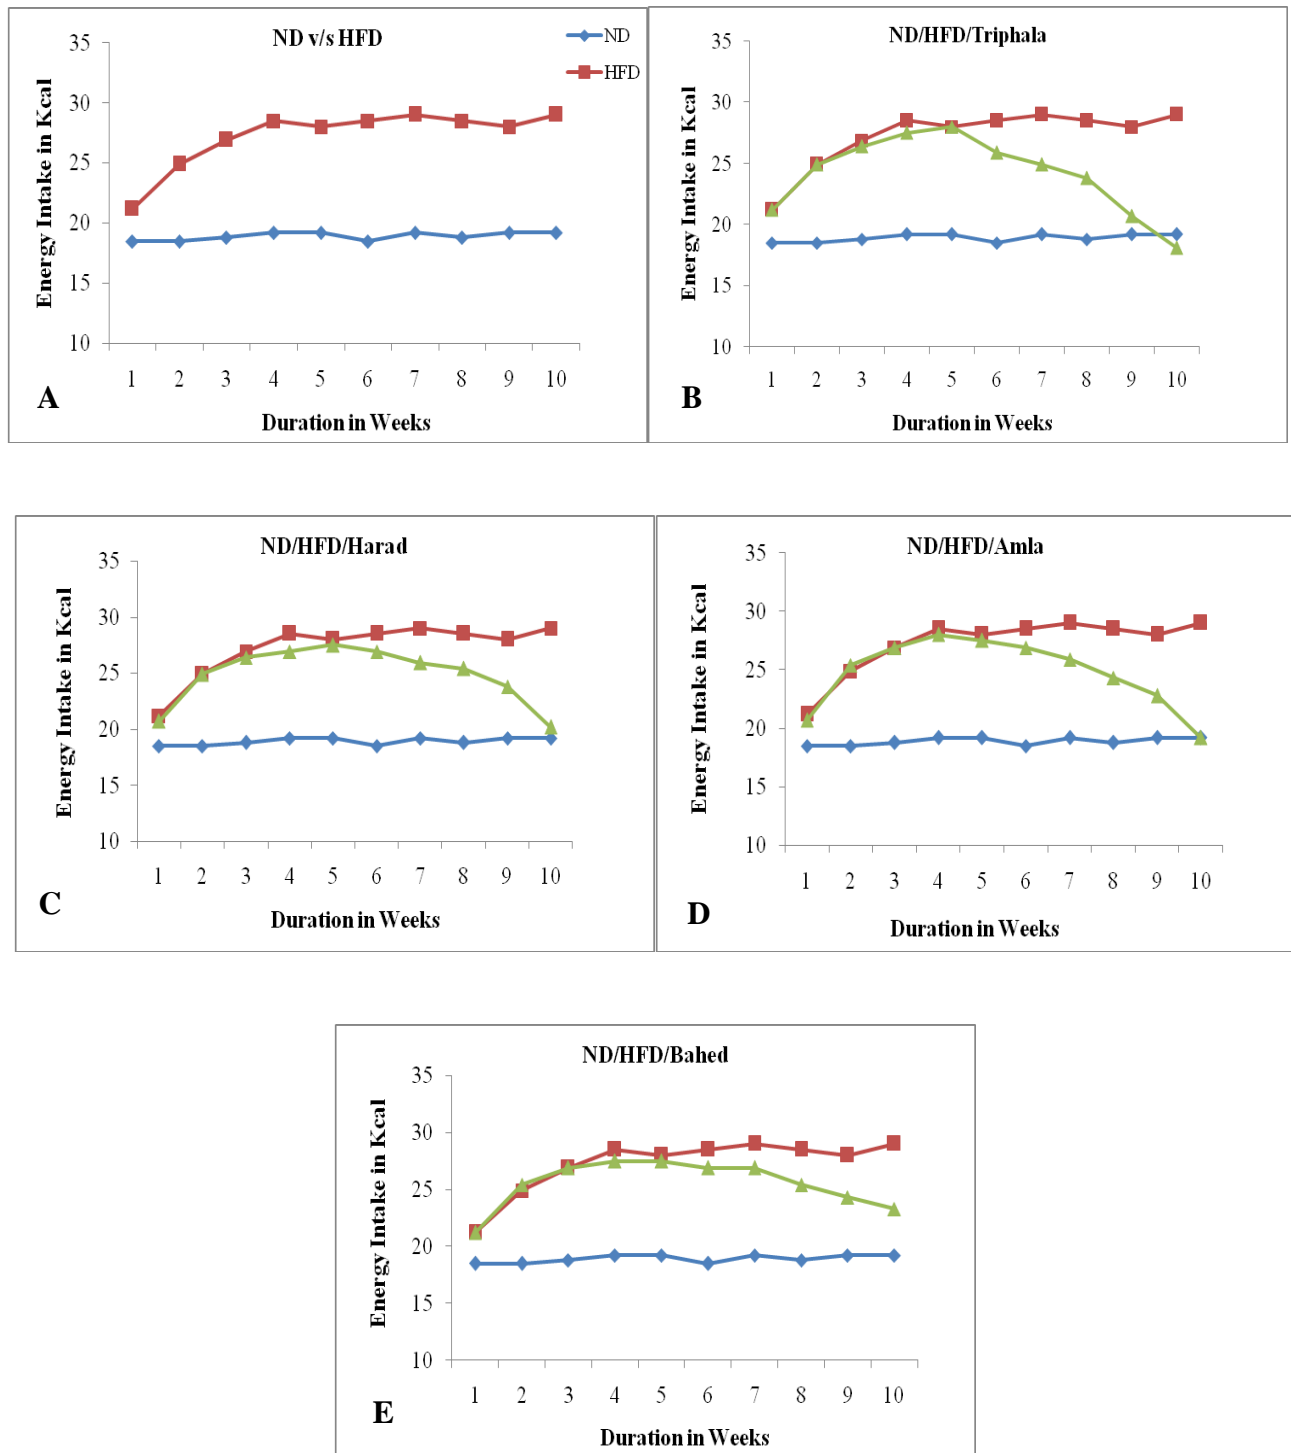 ND v/s HFD
ND
HFD
35
30
25
20
15
10
Energy Intake in Kcal
1 2 3 4 5 6 7 8 9 10
Duration in Weeks
A
ND/HFD/Triphala
35
30
25
20
15
10
Energy Intake in Kcal
1 2 3 4 5 6 7 8 9 10
Duration in Weeks
B
ND/HFD/Harad
35
30
25
20
15
10
Energy Intake in Kcal
1 2 3 4 5 6 7 8 9 10
Duration in Weeks
C
ND/HFD/Amla
35
30
25
20
15
10
Energy Intake in Kcal
1 2 3 4 5 6 7 8 9 10
Duration in Weeks
D
ND/HFD/Bahed
35
30
25
20
15
10
Energy Intake in Kcal
1 2 3 4 5 6 7 8 9 10
Duration in Weeks
E